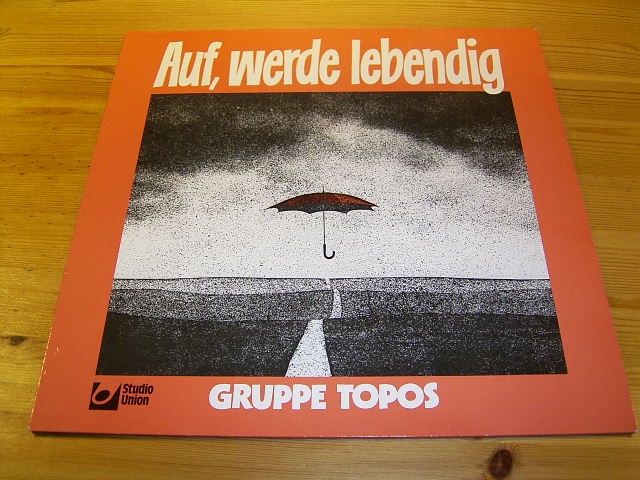 Auf, werde lebendig
Studio
Union
GRUPPE TOPOS